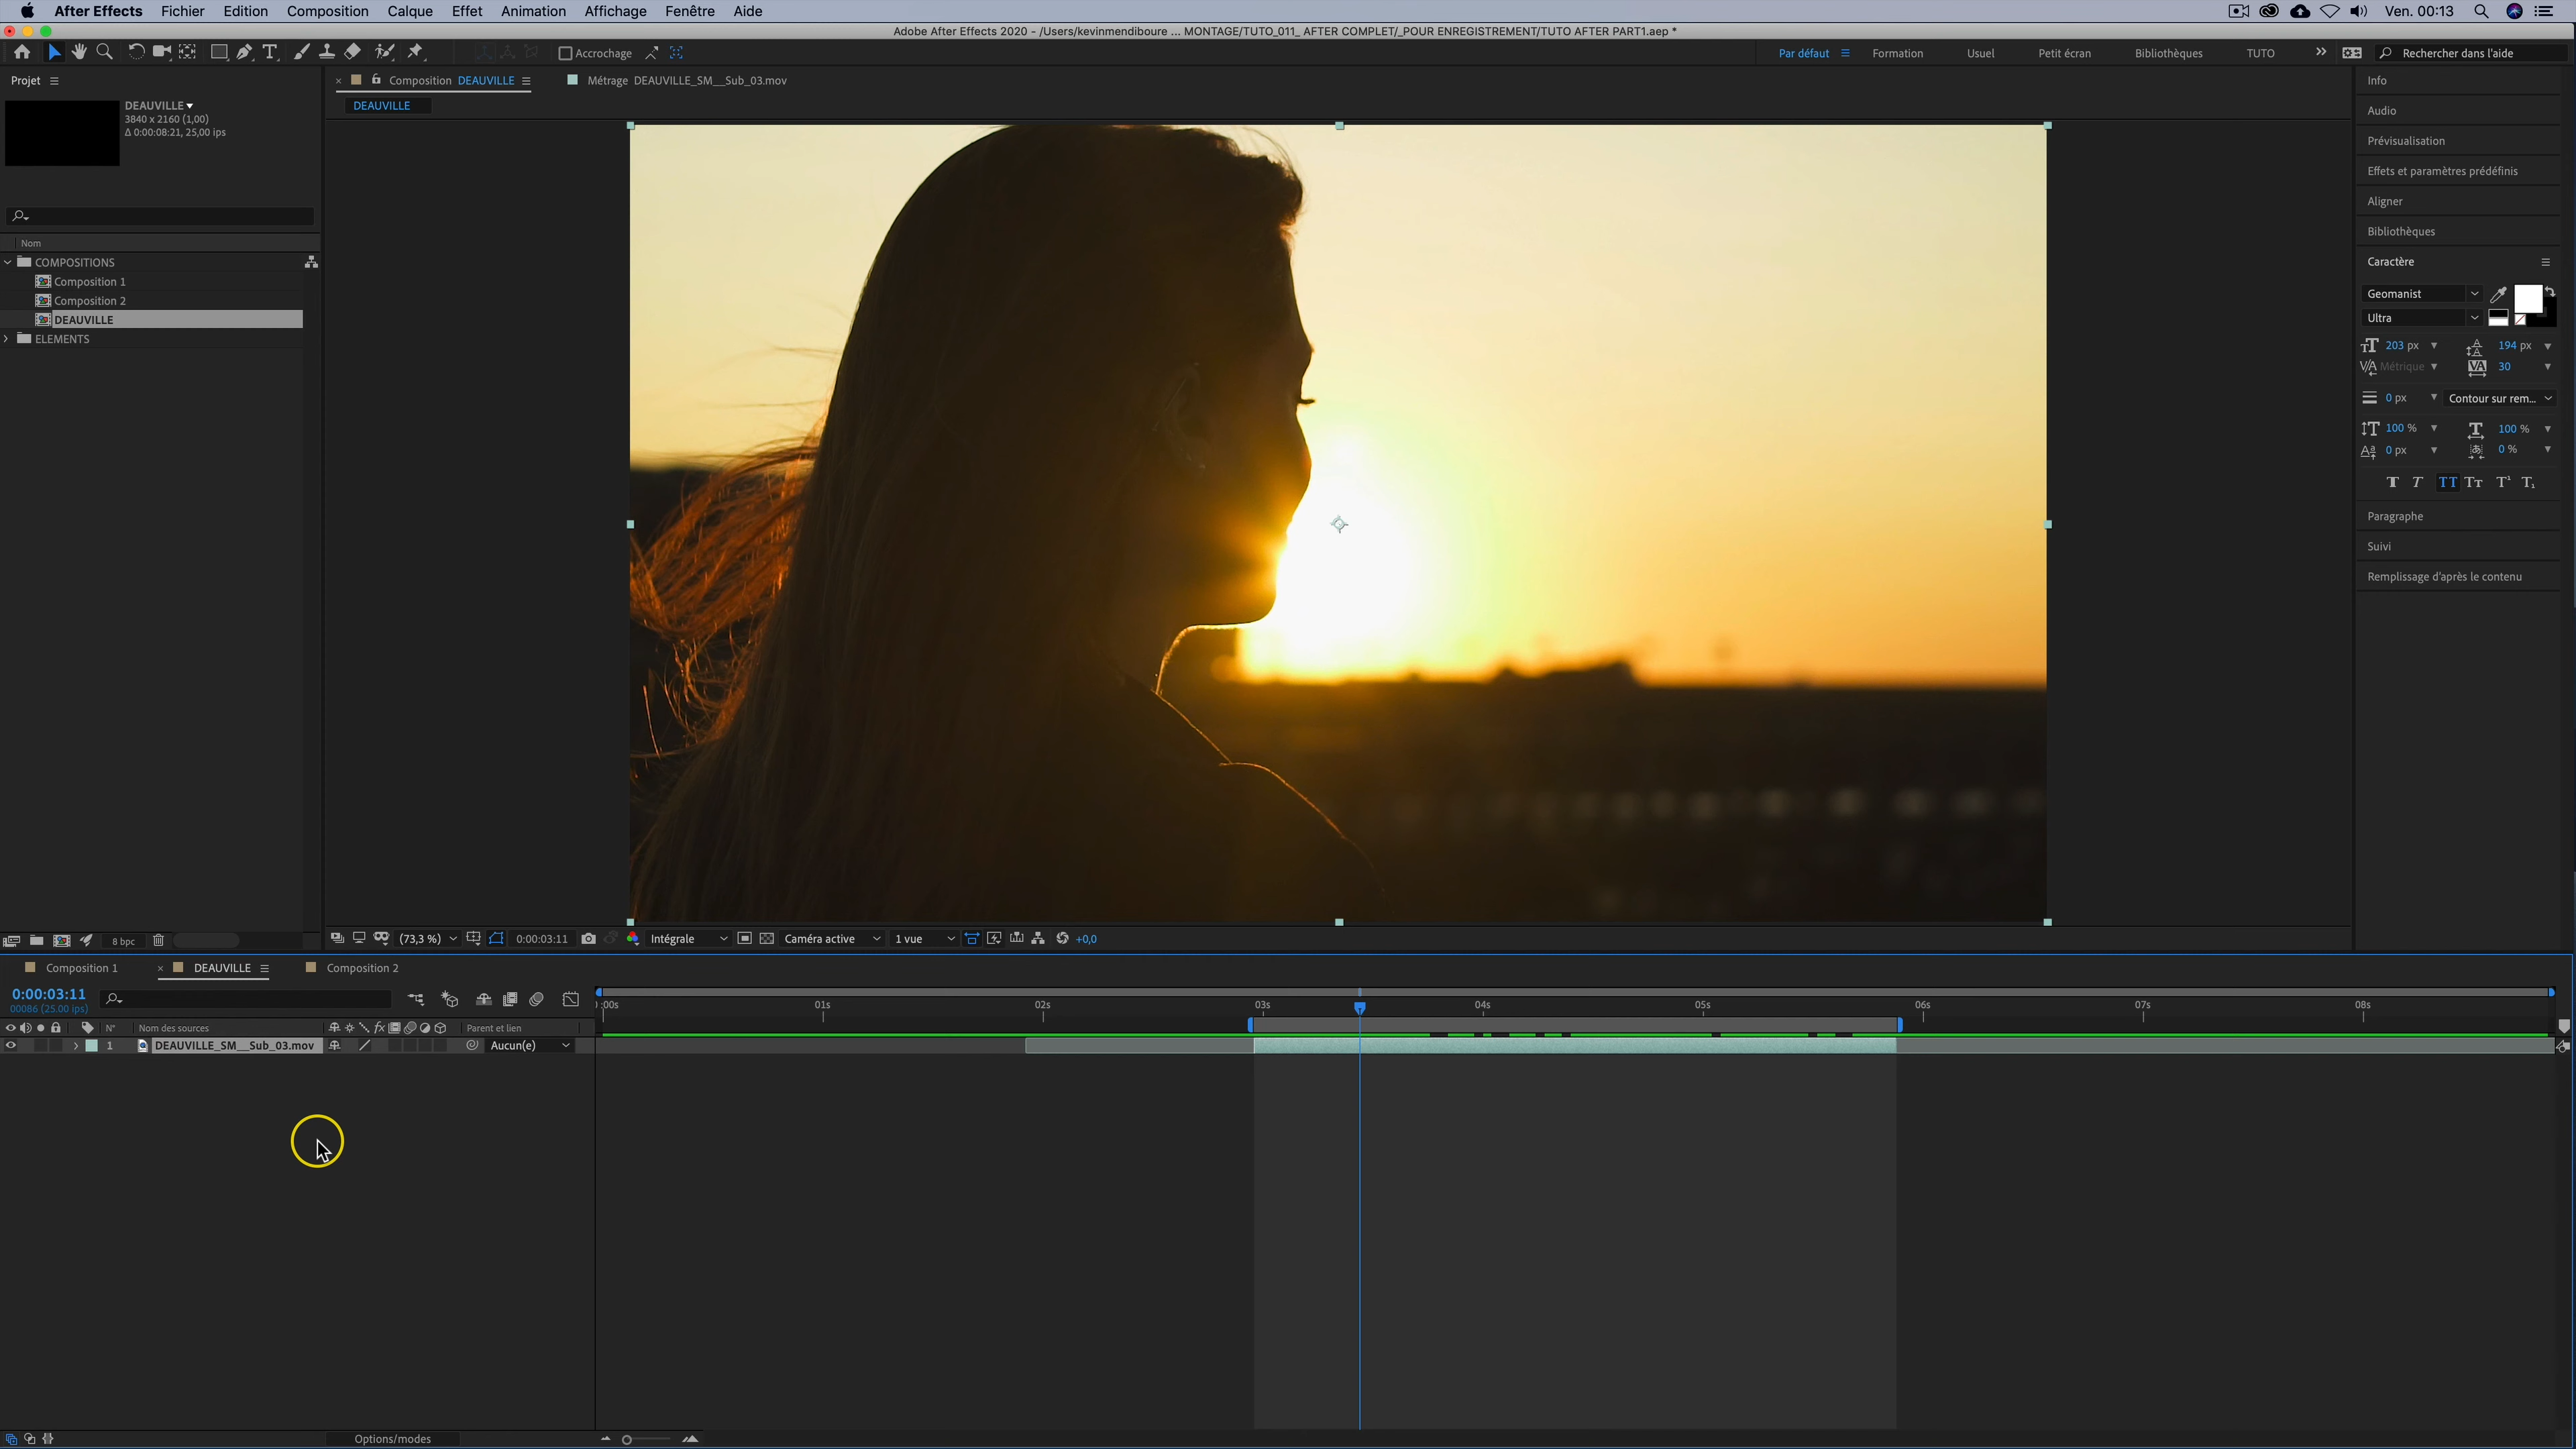 After Effects Fichier Edition Composition Calque Effet Animation Affichage Fenêtre Aide Ven. 00:13
Adobe After Effects 2020 - /Users/kevinmendiboure ... MONTAGE/TUTO_011_ AFTER COMPLET/_POUR ENREGISTREMENT/TUTO AFTER PART1.aep *
Accrochage Par défaut Formation Usuel Petit écran Bibliothèques TUTO Rechercher dans l'aide
Projet
DEAUVILLE
3840 x 2160 (1,00)
Δ 0:00:08:21, 25,00 ips
Nom
COMPOSITIONS
Composition 1
Composition 2
DEAUVILLE
ELEMENTS
8 bpc
Composition DEAUVILLE Métrage DEAUVILLE_SM__Sub_03.mov
DEAUVILLE
(73,3 %) 0:00:03:11 Intégrale Caméra active 1 vue +0,0
Info
Audio
Prévisualisation
Effets et paramètres prédéfinis
Aligner
Bibliothèques
Caractère
Geomanist
Ultra
203 px 194 px
Métrique 30
0 px Contour sur rem...
100 % 100 %
0 px 0 %
Paragraphe
Suivi
Remplissage d'après le contenu
Composition 1 DEAUVILLE Composition 2
0:00:03:11
00086 (25.00 ips)
:00s 01s 02s 03s 04s 05s 06s 07s 08s
N° Nom des sources Parent et lien
1 DEAUVILLE_SM__Sub_03.mov Aucun(e)
Options/modes